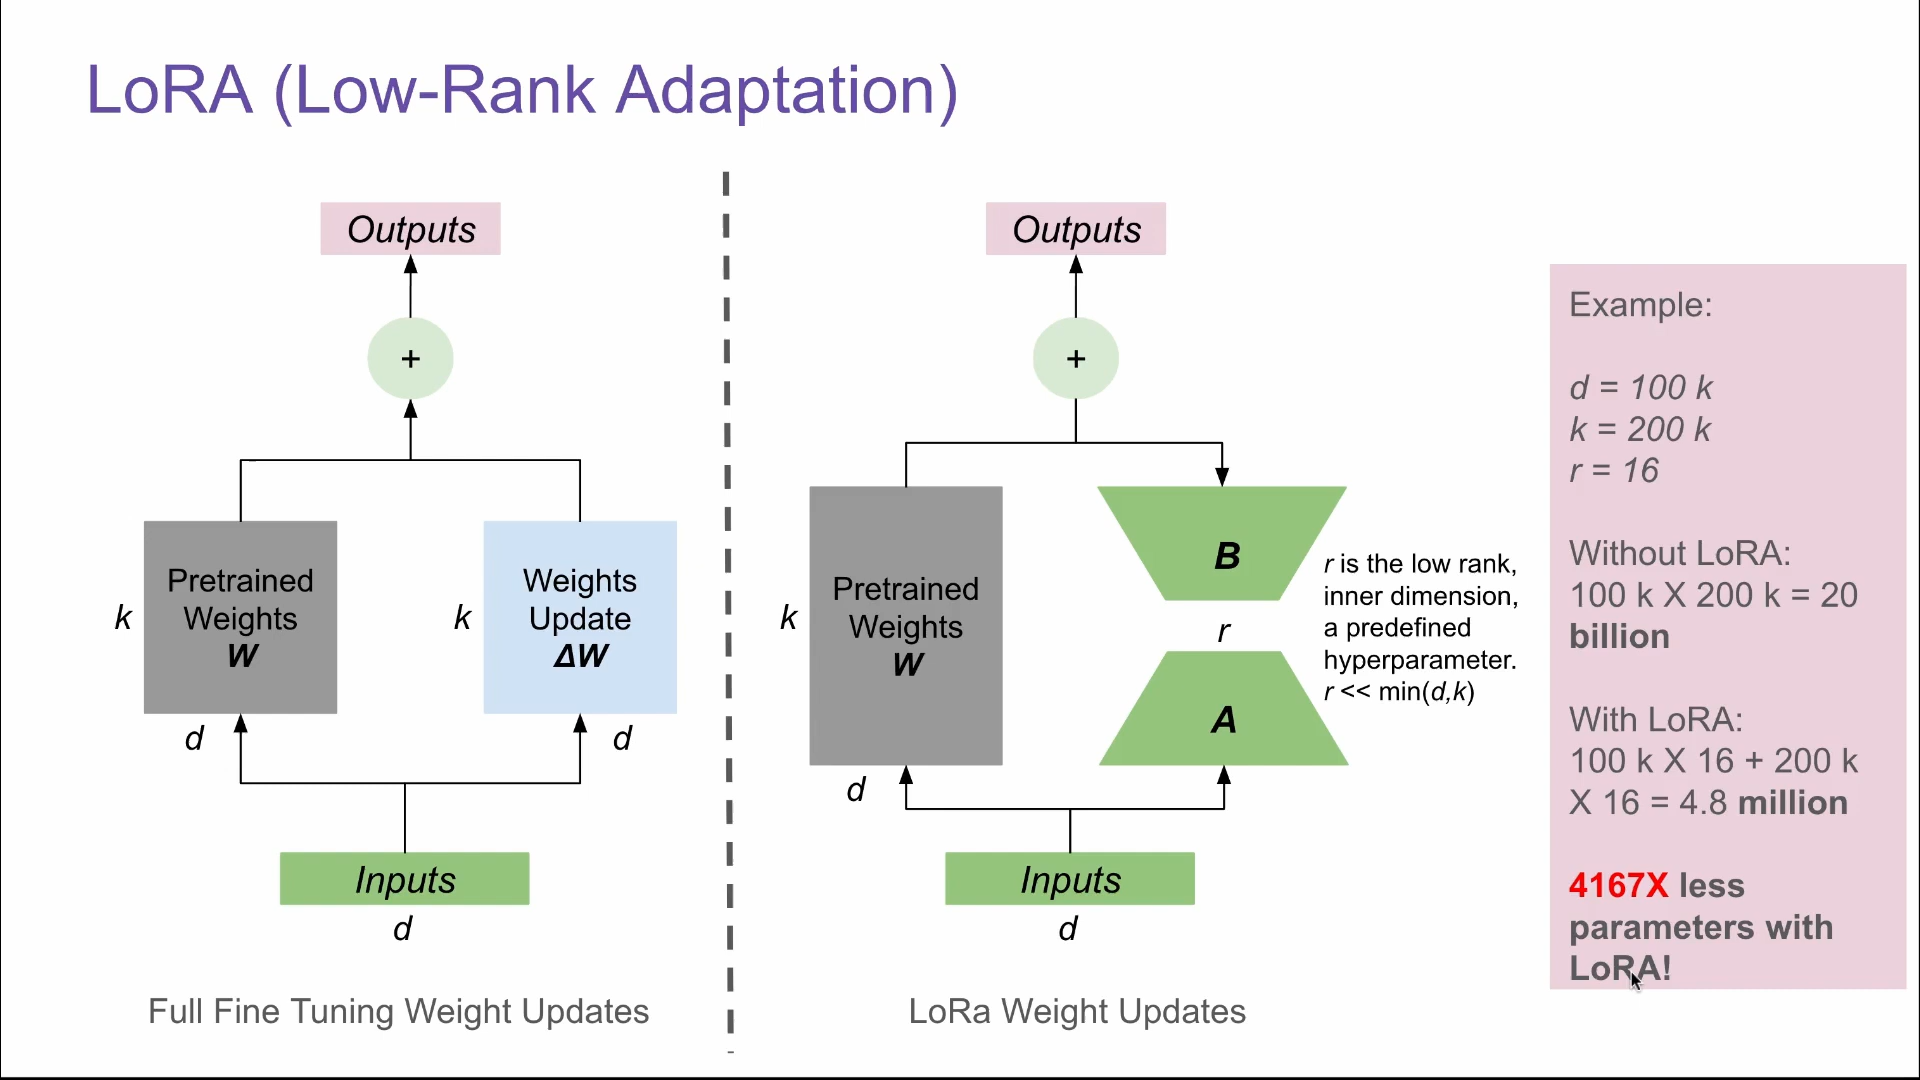 LoRA (Low-Rank Adaptation)
Outputs
+
Pretrained
Weights
W
k
d
Weights
Update
ΔW
k
d
Inputs
d
Full Fine Tuning Weight Updates
Outputs
+
Pretrained
Weights
W
k
d
B
r
A
r is the low rank,
inner dimension,
a predefined
hyperparameter.
r << min(d,k)
Inputs
d
LoRa Weight Updates
Example:
d = 100 k
k = 200 k
r = 16
Without LoRA:
100 k X 200 k = 20
billion
With LoRA:
100 k X 16 + 200 k
X 16 = 4.8 million
4167X less
parameters with
LoRA!